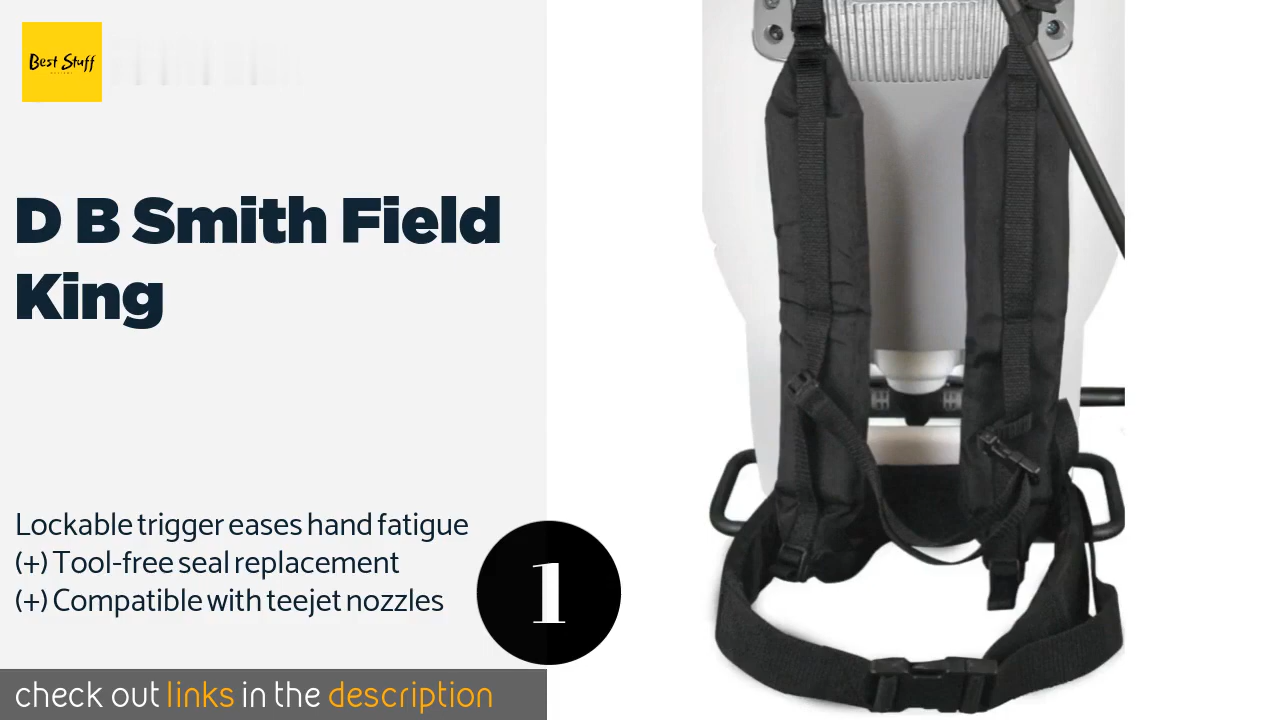 Best Stuff
D B Smith Field
King
Lockable trigger eases hand fatigue
(+) Tool-free seal replacement
(+) Compatible with teejet nozzles
1
check out links in the description